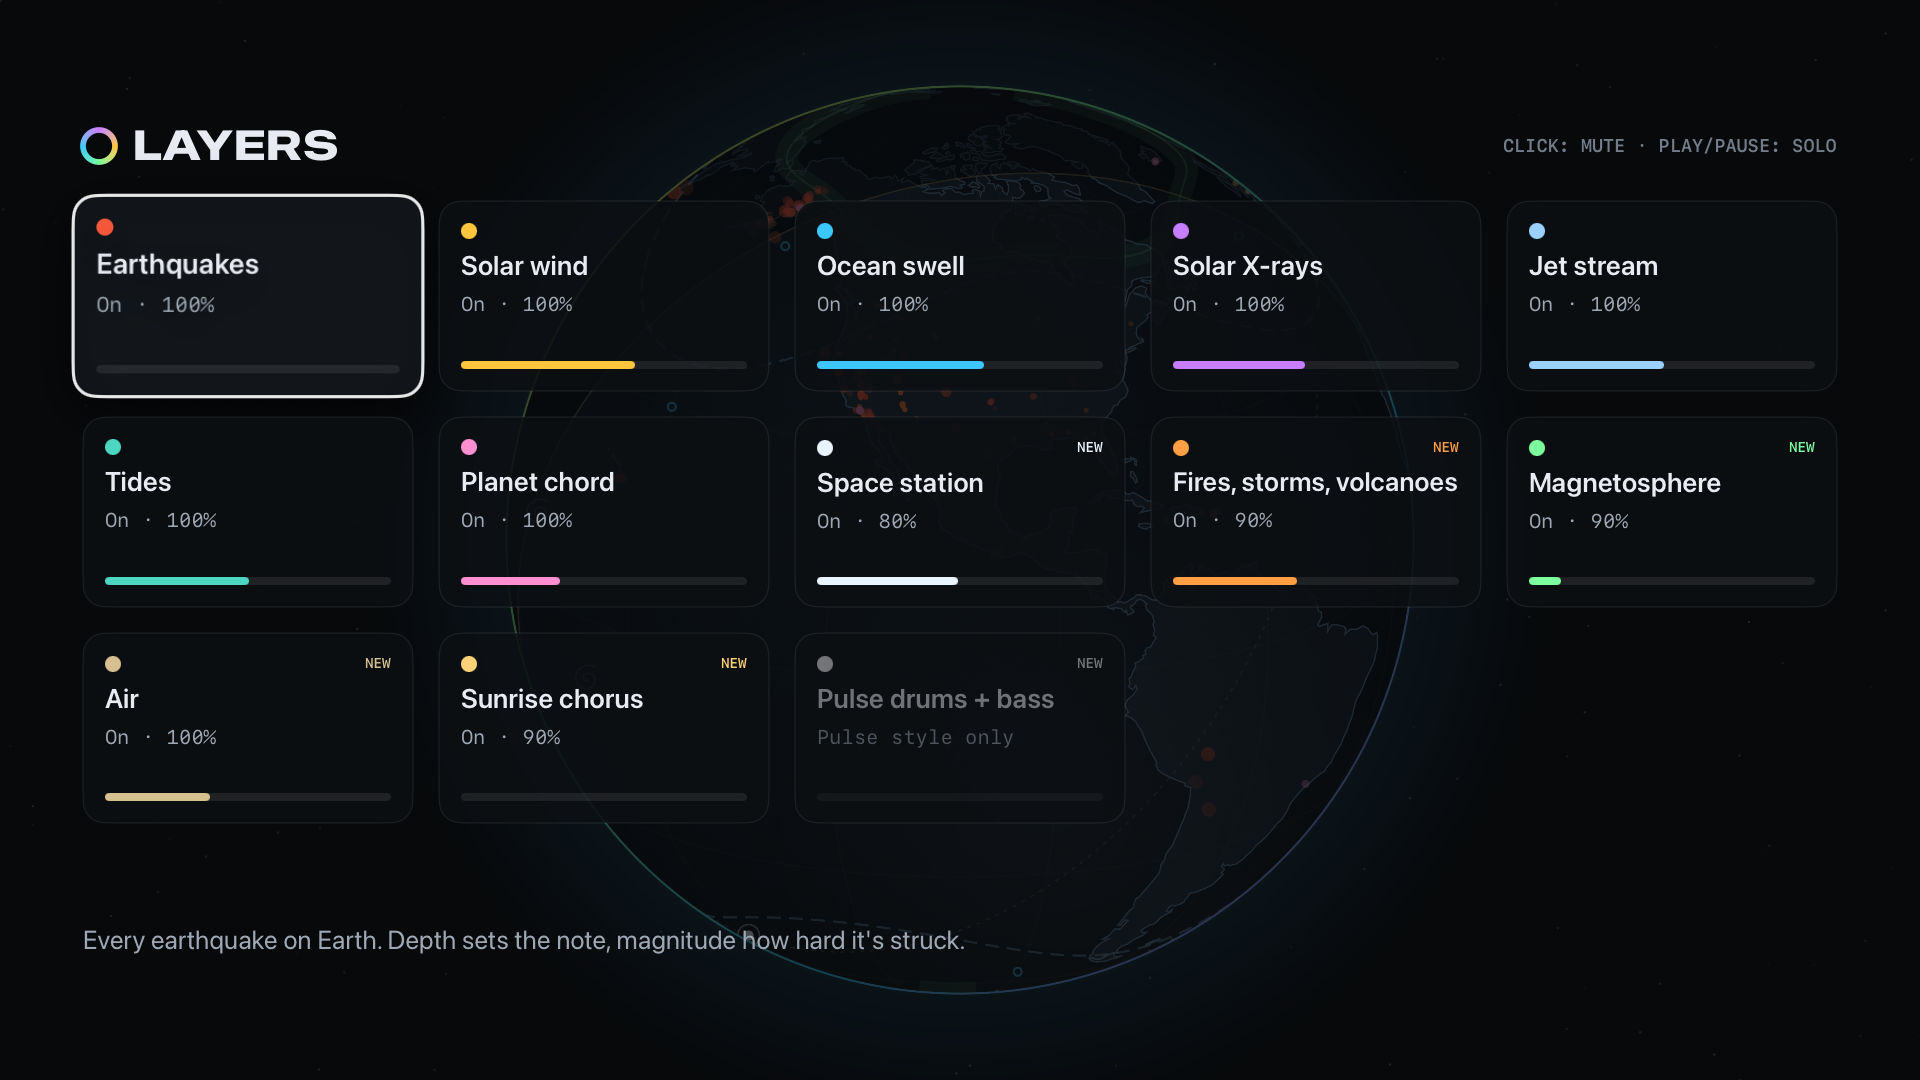 LAYERS
CLICK: MUTE · PLAY/PAUSE: SOLO
Earthquakes
On · 100%
Solar wind
On · 100%
Ocean swell
On · 100%
Solar X-rays
On · 100%
Jet stream
On · 100%
Tides
On · 100%
Planet chord
On · 100%
NEW
Space station
On · 80%
NEW
Fires, storms, volcanoes
On · 90%
NEW
Magnetosphere
On · 90%
NEW
Air
On · 100%
NEW
Sunrise chorus
On · 90%
NEW
Pulse drums + bass
Pulse style only
Every earthquake on Earth. Depth sets the note, magnitude how hard it's struck.